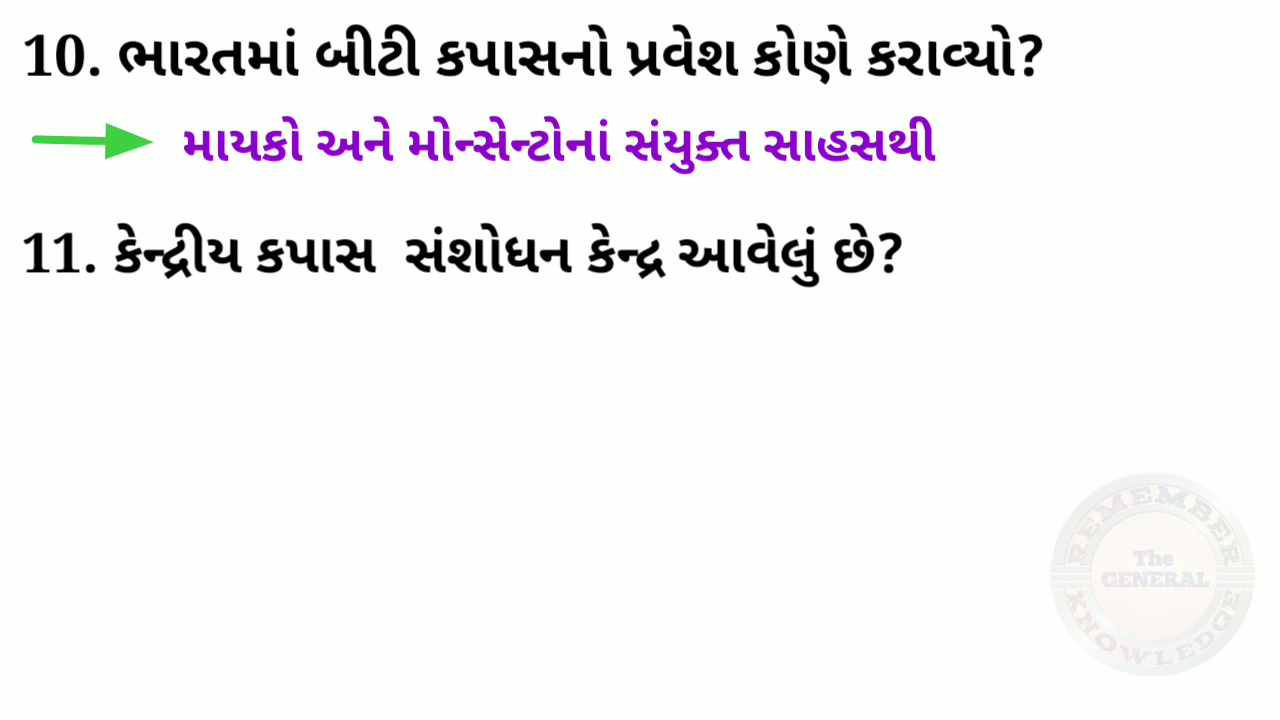 10. ભારતમાં બીટી કપાસનો પ્રવેશ કોણે કરાવ્યો?
માયકો અને મોન્સેન્ટોનાં સંયુક્ત સાહસથી
11. કેન્દ્રીય કપાસ  સંશોધન કેન્દ્ર આવેલું છે?
REMEMBER
The
GENERAL
KNOWLEDGE